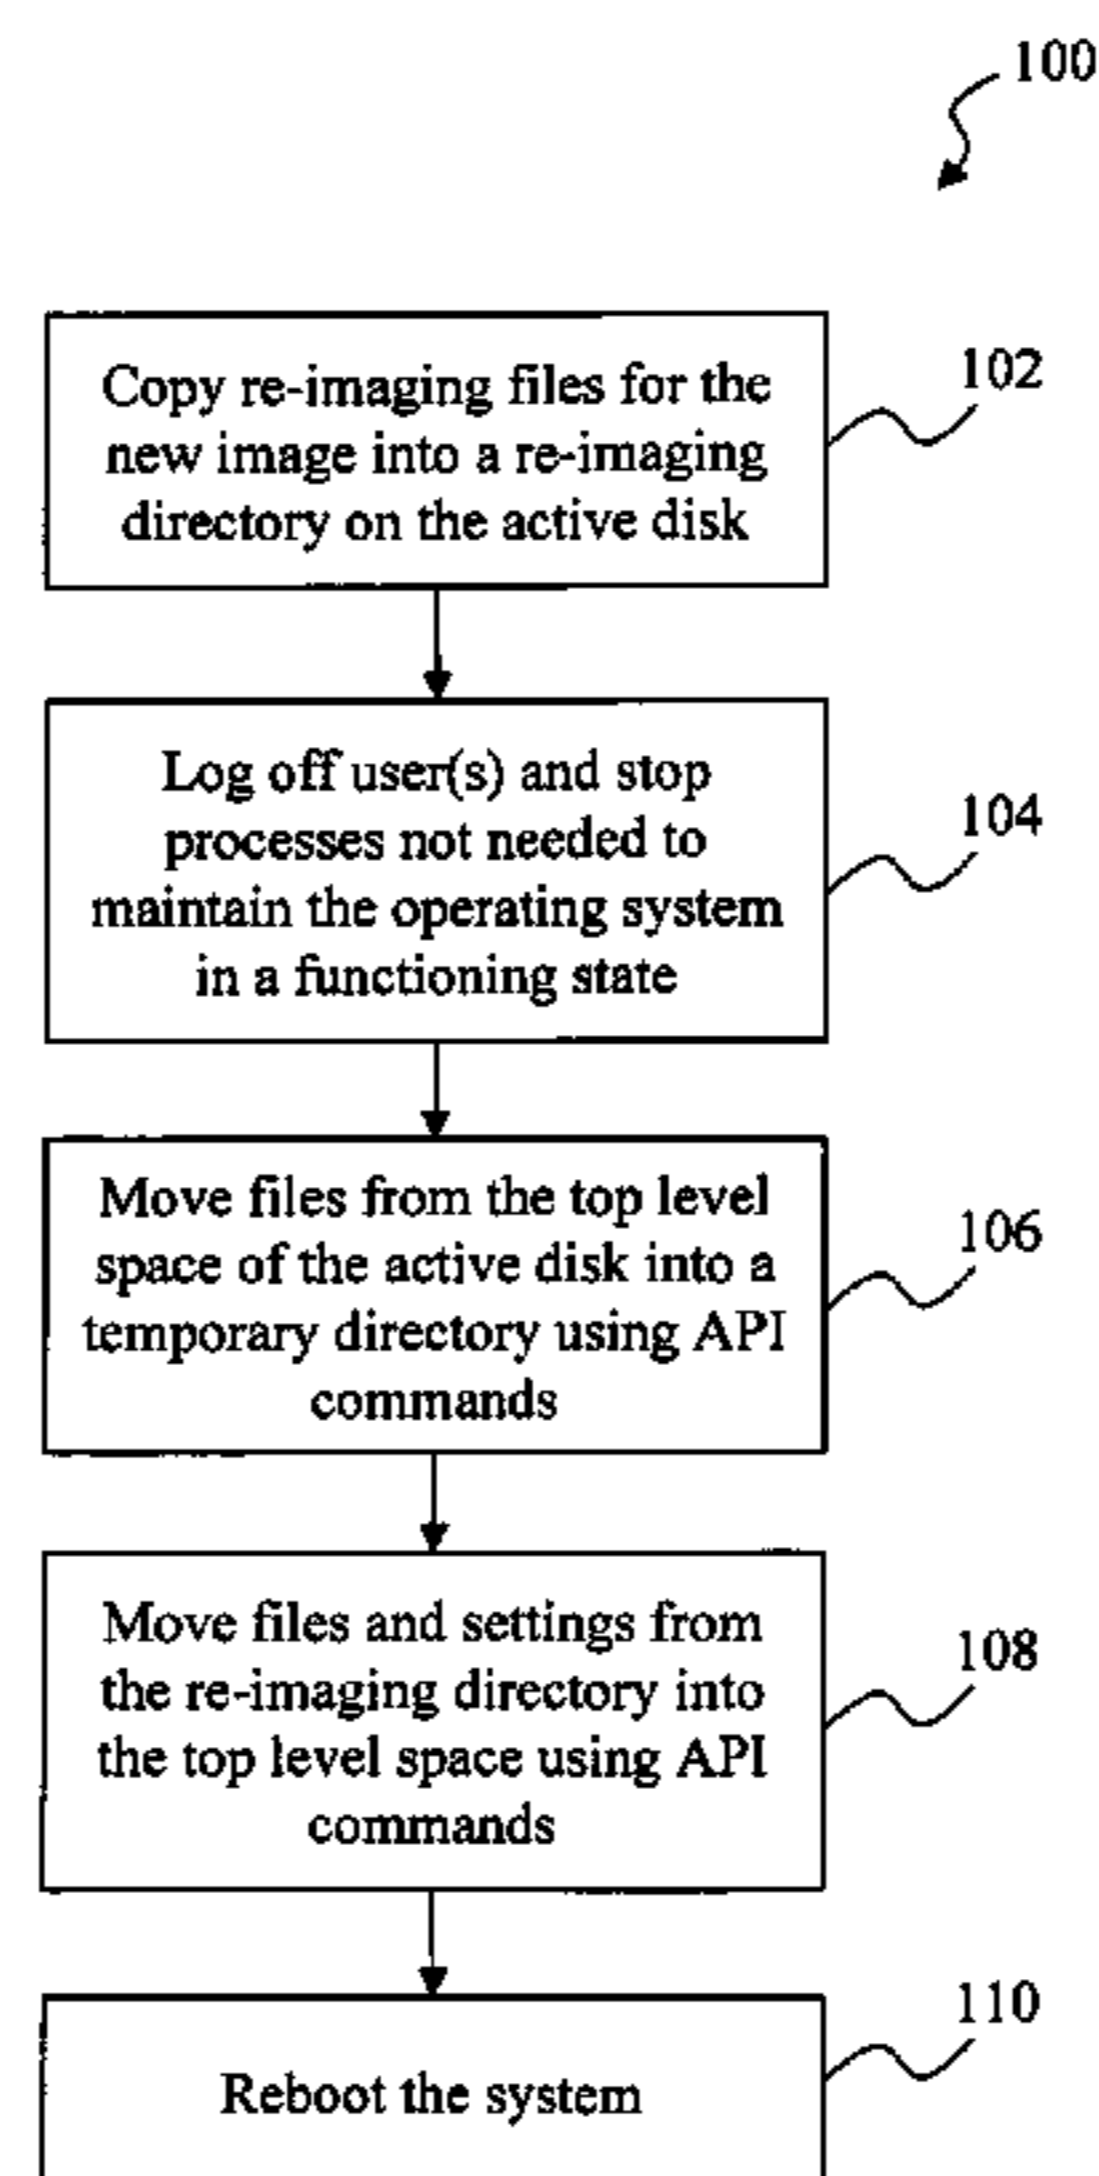 100
Copy re-imaging files for the
new image into a re-imaging
directory on the active disk
102
Log off user(s) and stop
processes not needed to
maintain the operating system
in a functioning state
104
Move files from the top level
space of the active disk into a
temporary directory using API
commands
106
Move files and settings from
the re-imaging directory into
the top level space using API
commands
108
Reboot the system
110